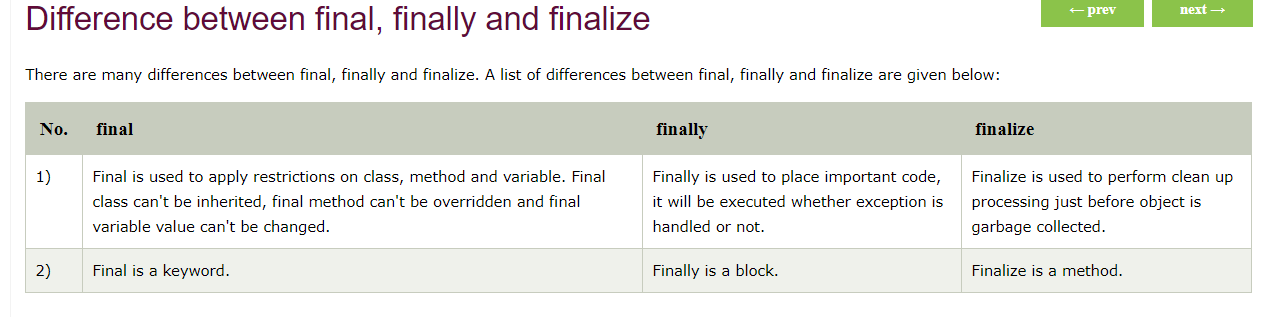 Difference between final, finally and finalize
← prev
next →
There are many differences between final, finally and finalize. A list of differences between final, finally and finalize are given below:
No.
final
finally
finalize
1)
Final is used to apply restrictions on class, method and variable. Final
class can't be inherited, final method can't be overridden and final
variable value can't be changed.
Finally is used to place important code,
it will be executed whether exception is
handled or not.
Finalize is used to perform clean up
processing just before object is
garbage collected.
2)
Final is a keyword.
Finally is a block.
Finalize is a method.